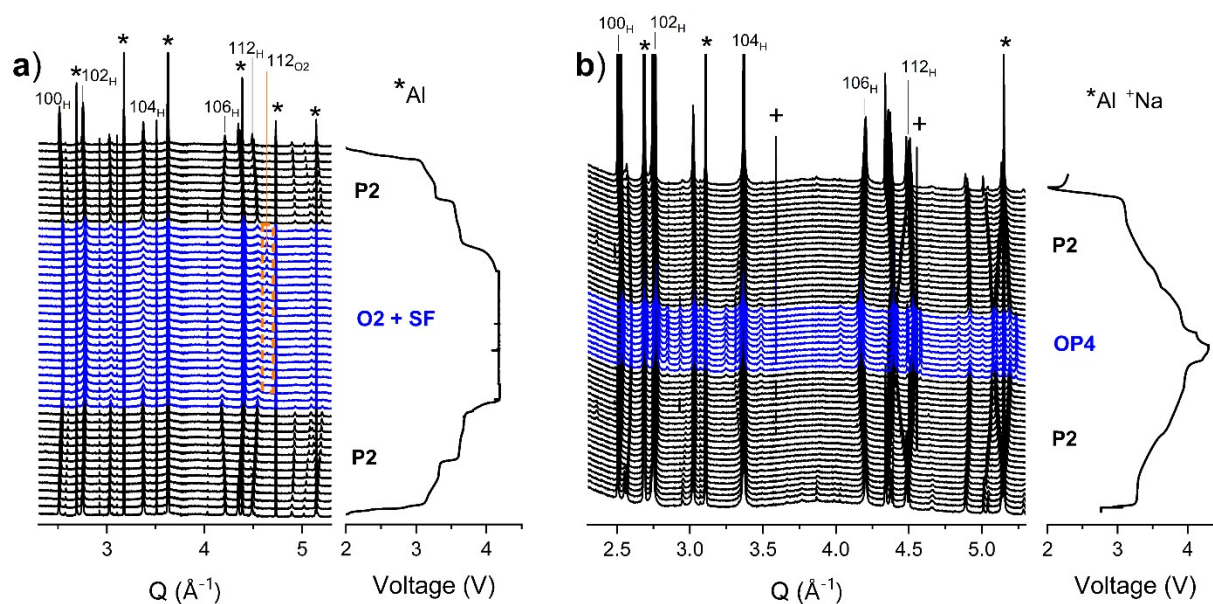 a)
100H
*
102H
*
104H
*
106H
*
112H
112O2
*
*
*Al
P2
O2 + SF
P2
3 4 5
Q (Å⁻¹)
2 3 4
Voltage (V)
b)
100H
*
102H
*
104H
+
106H
112H
+
*
*Al +Na
P2
OP4
P2
2.5 3.0 3.5 4.0 4.5 5.0
Q (Å⁻¹)
2 3 4
Voltage (V)